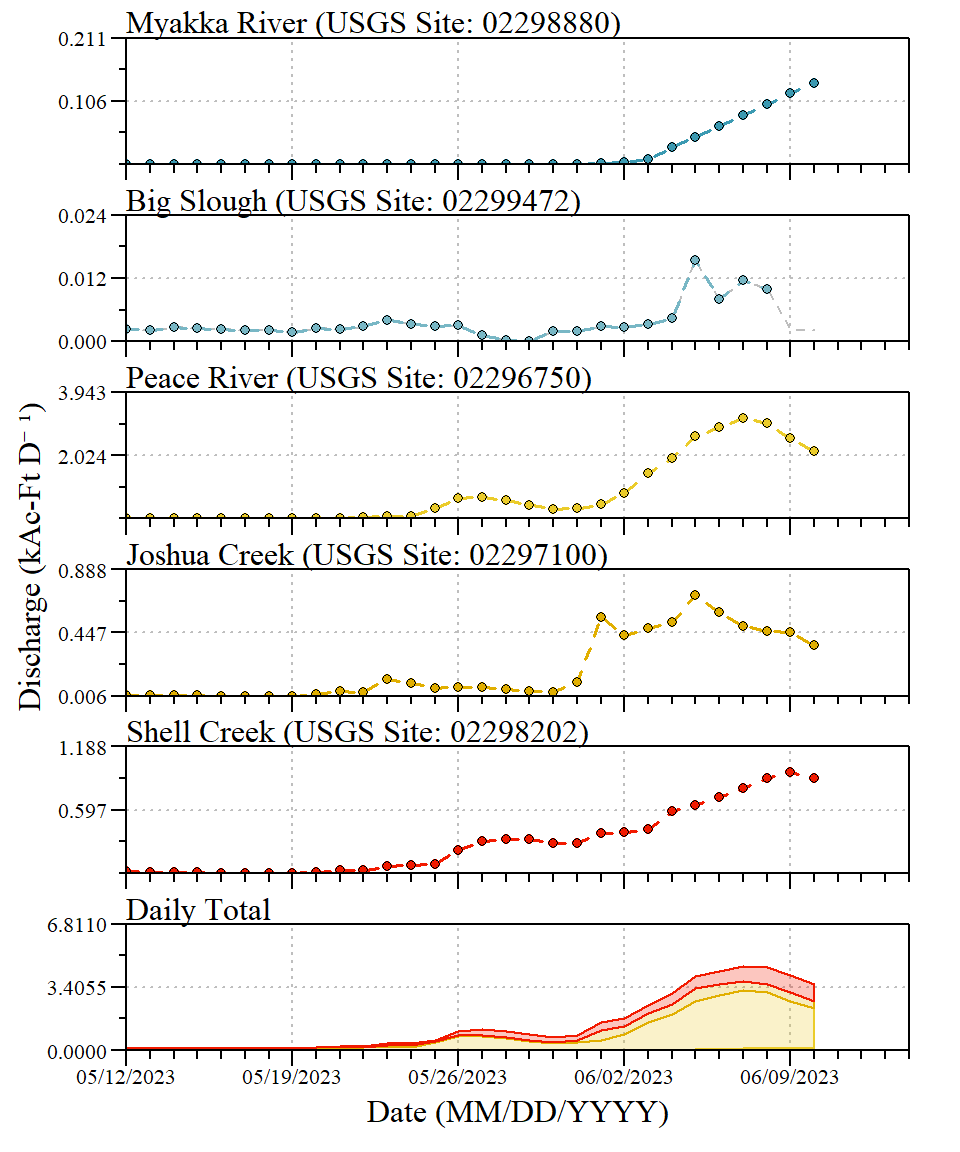 Myakka River (USGS Site: 02298880)
0.211
0.106
Big Slough (USGS Site: 02299472)
0.024
0.012
0.000
Peace River (USGS Site: 02296750)
3.943
2.024
Joshua Creek (USGS Site: 02297100)
0.888
0.447
0.006
Shell Creek (USGS Site: 02298202)
1.188
0.597
Daily Total
6.8110
3.4055
0.0000
Discharge (kAc-Ft D⁻¹)
05/12/2023 05/19/2023 05/26/2023 06/02/2023 06/09/2023
Date (MM/DD/YYYY)